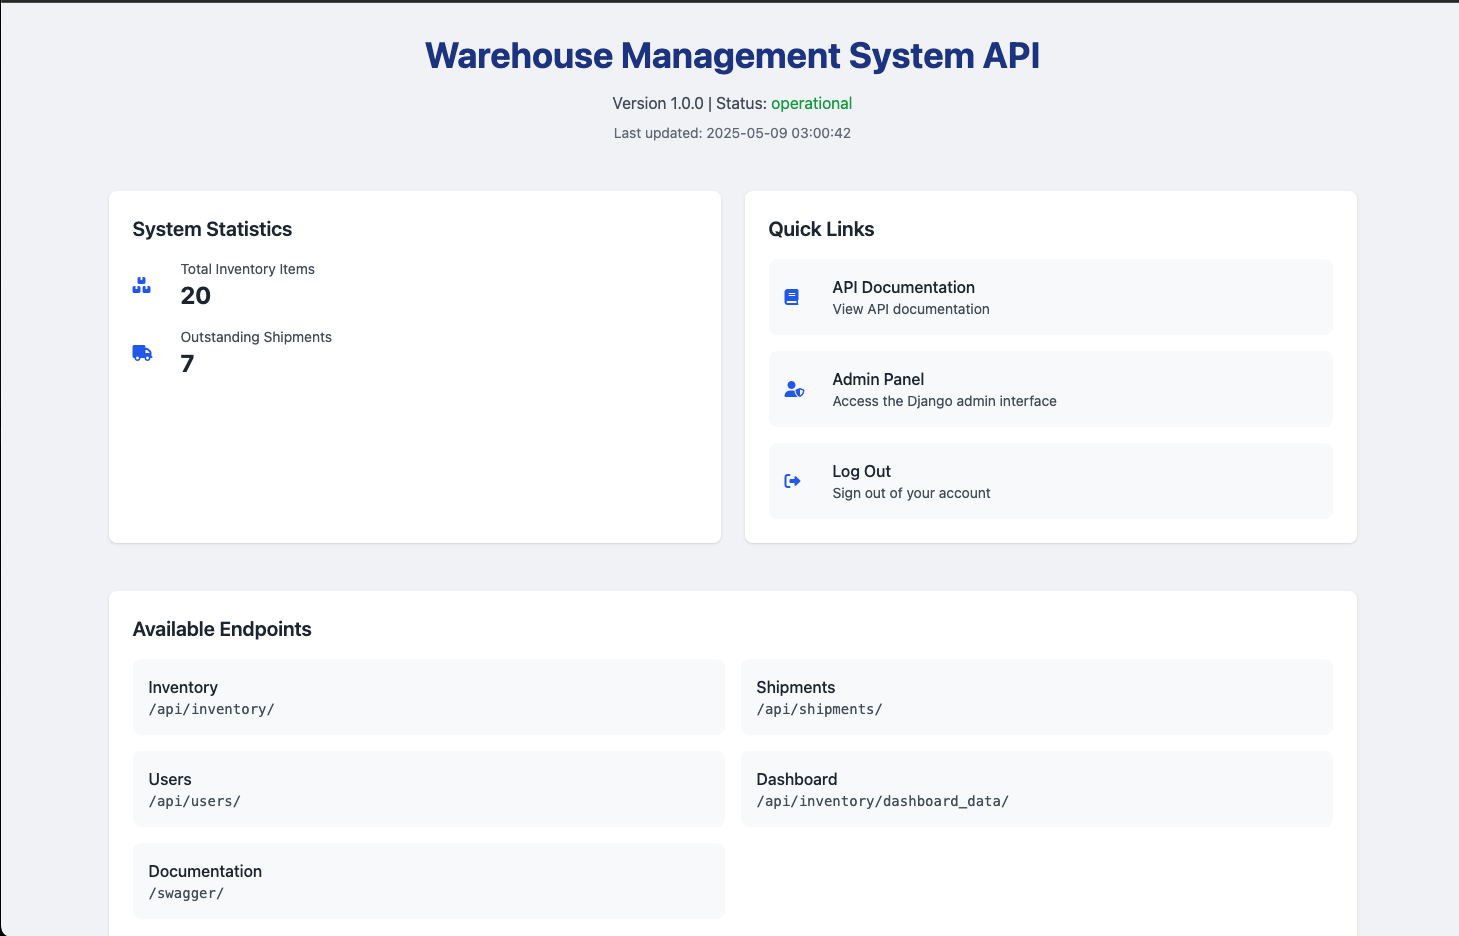 Warehouse Management System API
Version 1.0.0 | Status: operational
Last updated: 2025-05-09 03:00:42
System Statistics
Total Inventory Items
20
Outstanding Shipments
7
Quick Links
API Documentation
View API documentation
Admin Panel
Access the Django admin interface
Log Out
Sign out of your account
Available Endpoints
Inventory
/api/inventory/
Shipments
/api/shipments/
Users
/api/users/
Dashboard
/api/inventory/dashboard_data/
Documentation
/swagger/